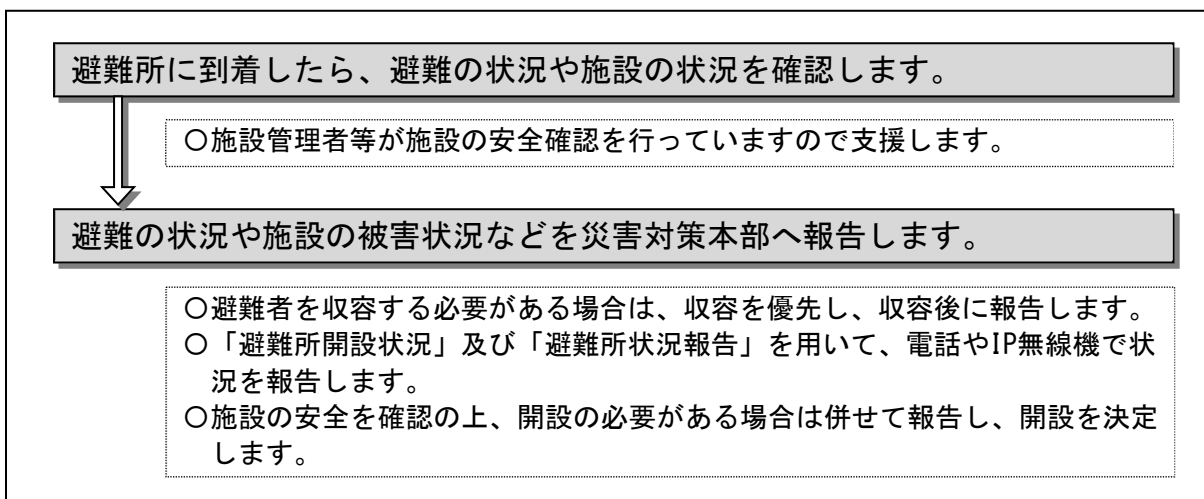 避難所に到着したら、避難の状況や施設の状況を確認します。
○施設管理者等が施設の安全確認を行っていますので支援します。
避難の状況や施設の被害状況などを災害対策本部へ報告します。
○避難者を収容する必要がある場合は、収容を優先し、収容後に報告します。
○「避難所開設状況」及び「避難所状況報告」を用いて、電話やIP無線機で状
況を報告します。
○施設の安全を確認の上、開設の必要がある場合は併せて報告し、開設を決定
します。